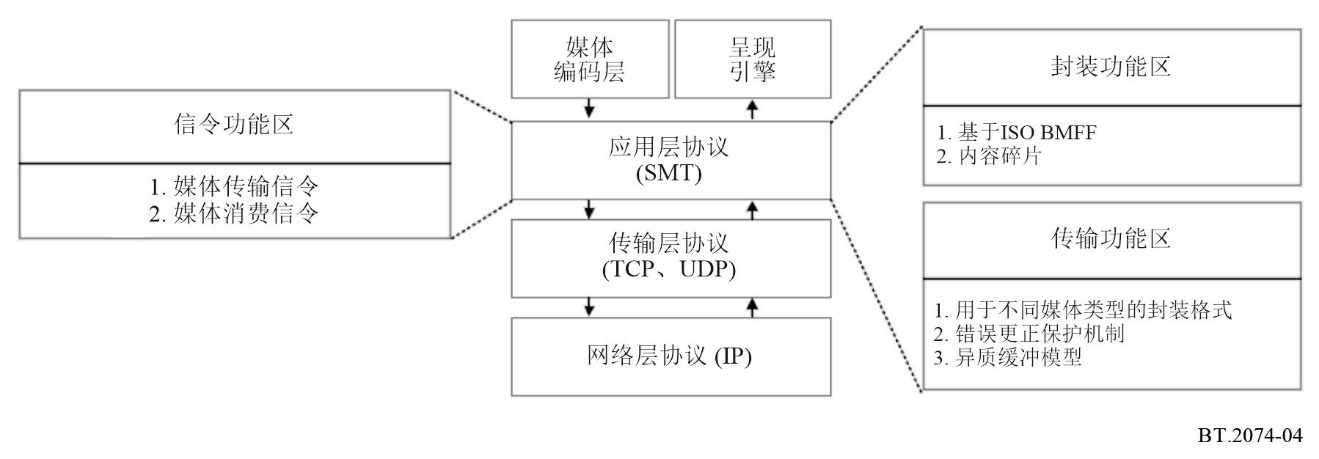 媒体
编码层
呈现
引擎
信令功能区
1. 媒体传输信令
2. 媒体消费信令
应用层协议
(SMT)
传输层协议
(TCP、UDP)
网络层协议 (IP)
封装功能区
1. 基于ISO BMFF
2. 内容碎片
传输功能区
1. 用于不同媒体类型的封装格式
2. 错误更正保护机制
3. 异质缓冲模型
BT.2074-04